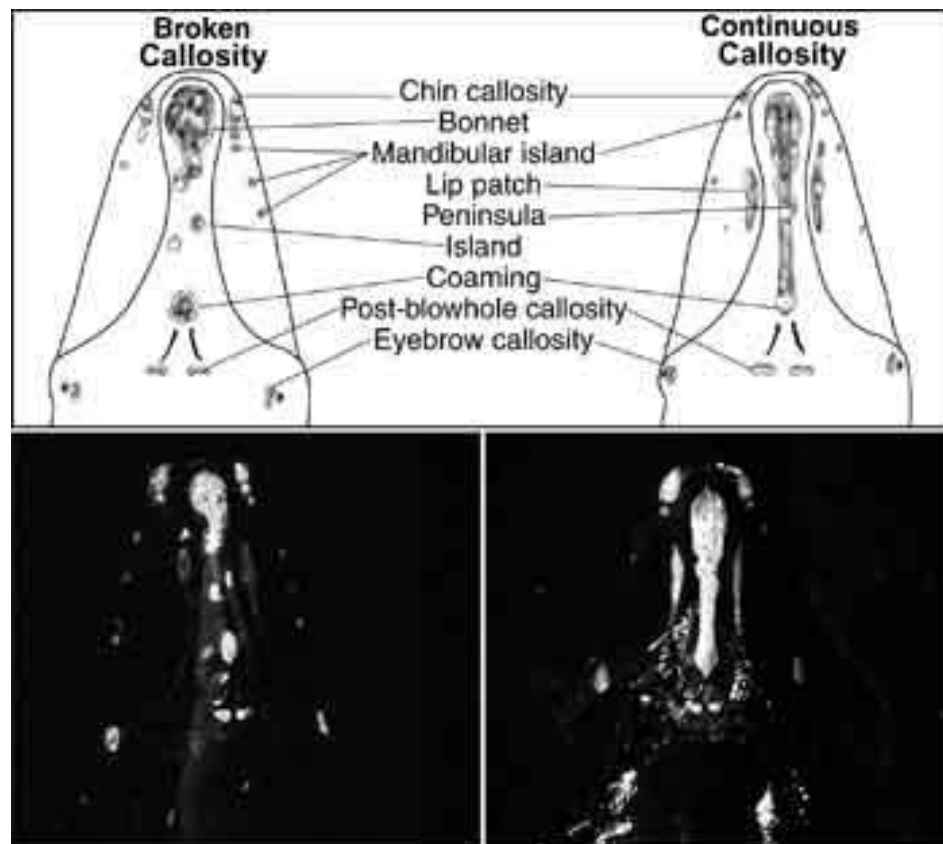 Broken
Callosity
Continuous
Callosity
Chin callosity
Bonnet
Mandibular island
Lip patch
Peninsula
Island
Coaming
Post-blowhole callosity
Eyebrow callosity